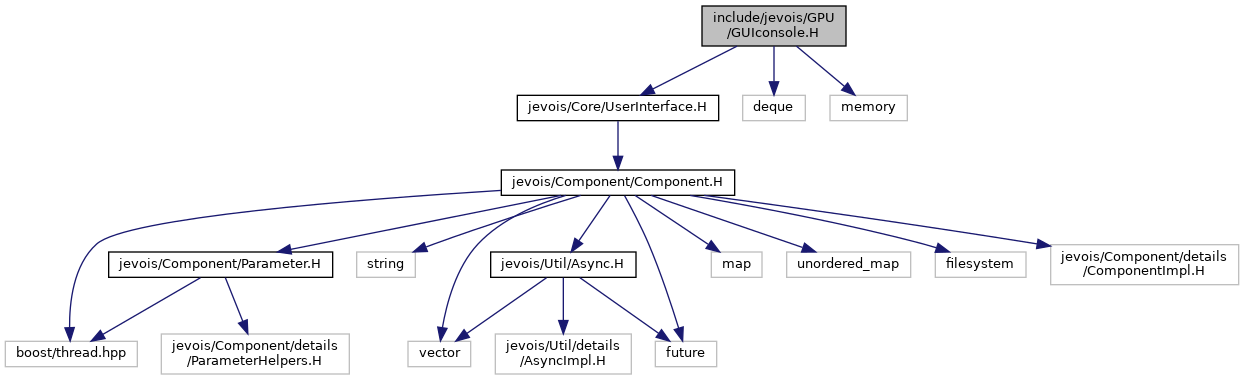 include/jevois/GPU
/GUIconsole.H
jevois/Core/UserInterface.H
deque
memory
jevois/Component/Component.H
jevois/Component/Parameter.H
string
jevois/Util/Async.H
map
unordered_map
filesystem
jevois/Component/details
/ComponentImpl.H
boost/thread.hpp
jevois/Component/details
/ParameterHelpers.H
vector
jevois/Util/details
/AsyncImpl.H
future